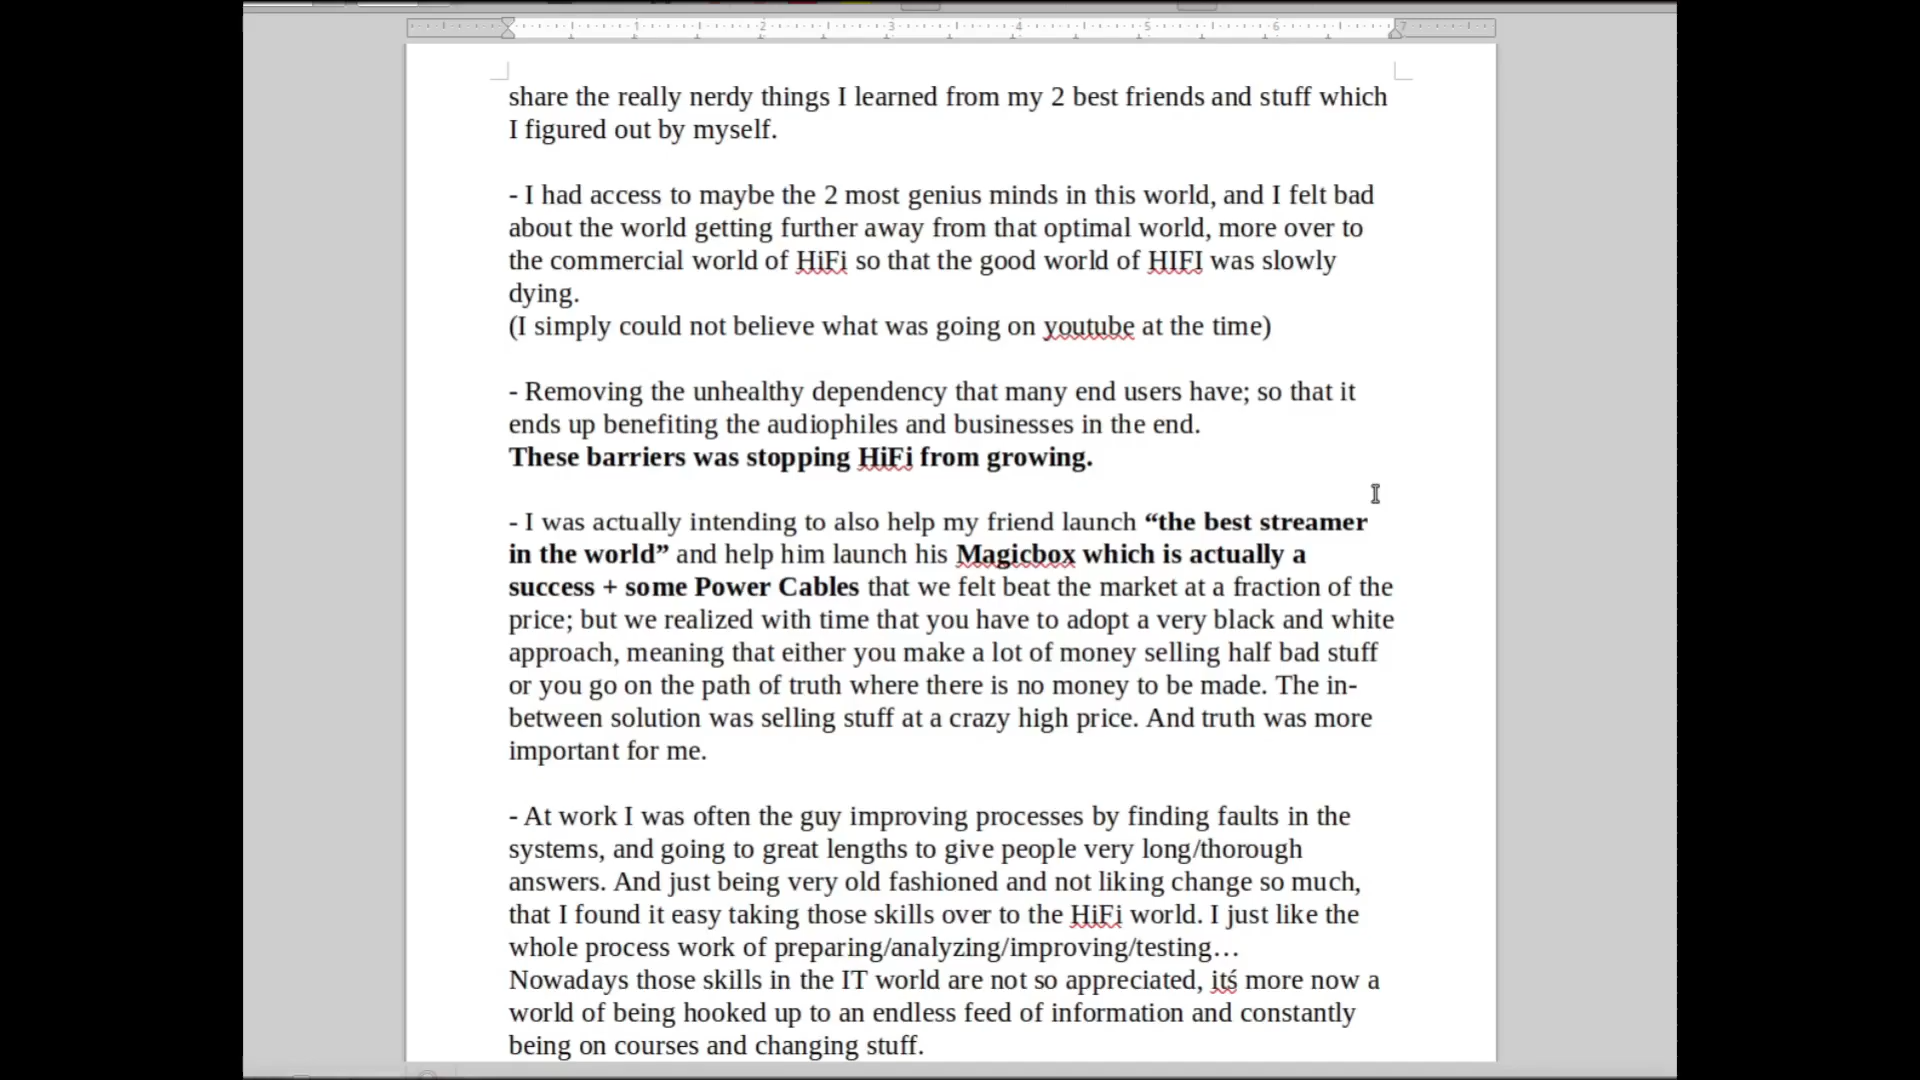 1 2 3 4 5 6 7
share the really nerdy things I learned from my 2 best friends and stuff which
I figured out by myself.
- I had access to maybe the 2 most genius minds in this world, and I felt bad
about the world getting further away from that optimal world, more over to
the commercial world of HiFi so that the good world of HIFI was slowly
dying.
(I simply could not believe what was going on youtube at the time)
- Removing the unhealthy dependency that many end users have; so that it
ends up benefiting the audiophiles and businesses in the end.
These barriers was stopping HiFi from growing.
- I was actually intending to also help my friend launch “the best streamer
in the world” and help him launch his Magicbox which is actually a
success + some Power Cables that we felt beat the market at a fraction of the
price; but we realized with time that you have to adopt a very black and white
approach, meaning that either you make a lot of money selling half bad stuff
or you go on the path of truth where there is no money to be made. The in-
between solution was selling stuff at a crazy high price. And truth was more
important for me.
- At work I was often the guy improving processes by finding faults in the
systems, and going to great lengths to give people very long/thorough
answers. And just being very old fashioned and not liking change so much,
that I found it easy taking those skills over to the HiFi world. I just like the
whole process work of preparing/analyzing/improving/testing…
Nowadays those skills in the IT world are not so appreciated, itś more now a
world of being hooked up to an endless feed of information and constantly
being on courses and changing stuff.